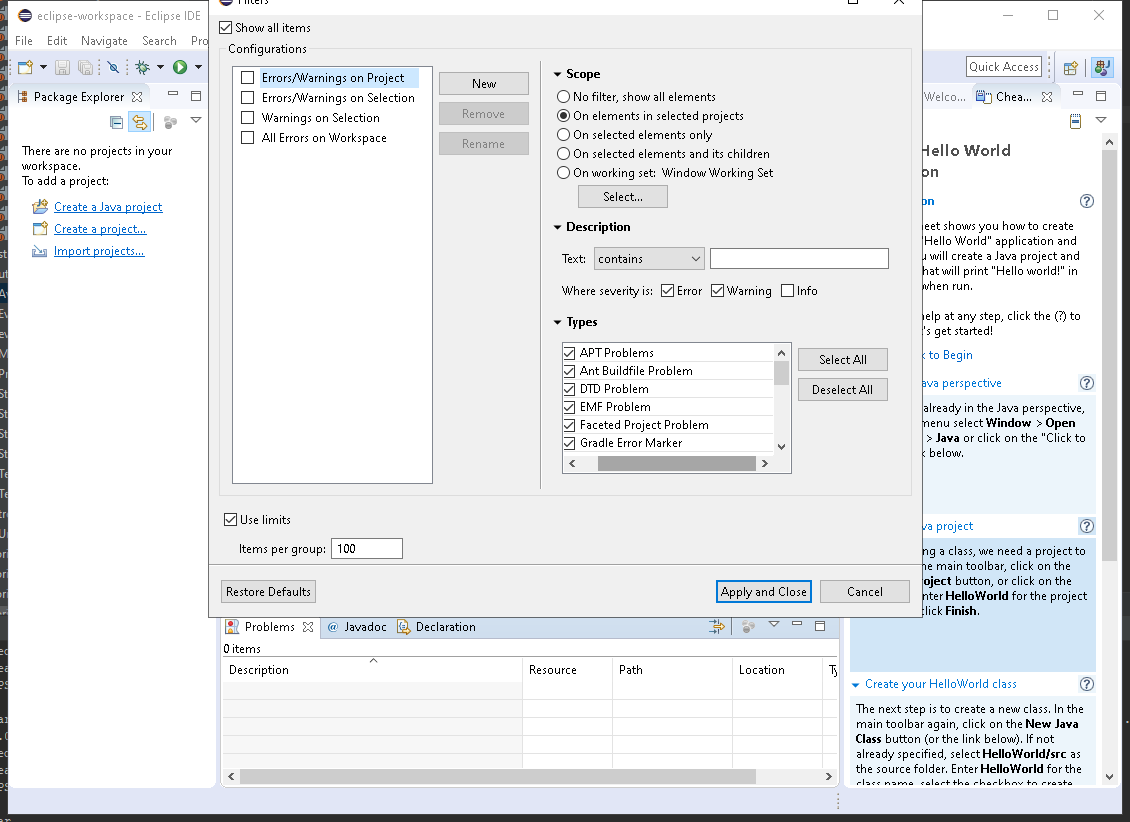 eclipse-workspace - Eclipse IDE
File Edit Navigate Search Pro
Quick Access
Package Explorer
There are no projects in your
workspace.
To add a project:
Create a Java project
Create a project...
Import projects...
Filters
Show all items
Configurations
Errors/Warnings on Project
Errors/Warnings on Selection
Warnings on Selection
All Errors on Workspace
New
Remove
Rename
Scope
No filter, show all elements
On elements in selected projects
On selected elements only
On selected elements and its children
On working set: Window Working Set
Select...
Description
Text: contains
Where severity is: Error Warning Info
Types
APT Problems
Ant Buildfile Problem
DTD Problem
EMF Problem
Faceted Project Problem
Gradle Error Marker
Select All
Deselect All
Use limits
Items per group: 100
Restore Defaults
Apply and Close
Cancel
Problems @ Javadoc Declaration
0 items
Description Resource Path Location Ty
Welco... Chea...
Hello World
on
on
eet shows you how to create
"Hello World" application and
u will create a Java project and
hat will print "Hello world!" in
when run.
elp at any step, click the (?) to
's get started!
k to Begin
ava perspective
already in the Java perspective,
menu select Window > Open
> Java or click on the "Click to
k below.
va project
ng a class, we need a project to
he main toolbar, click on the
oject button, or click on the
nter HelloWorld for the project
click Finish.
Create your HelloWorld class
The next step is to create a new class. In the
main toolbar again, click on the New Java
Class button (or the link below). If not
already specified, select HelloWorld/src as
the source folder. Enter HelloWorld for the
class name, select the checkbox to create